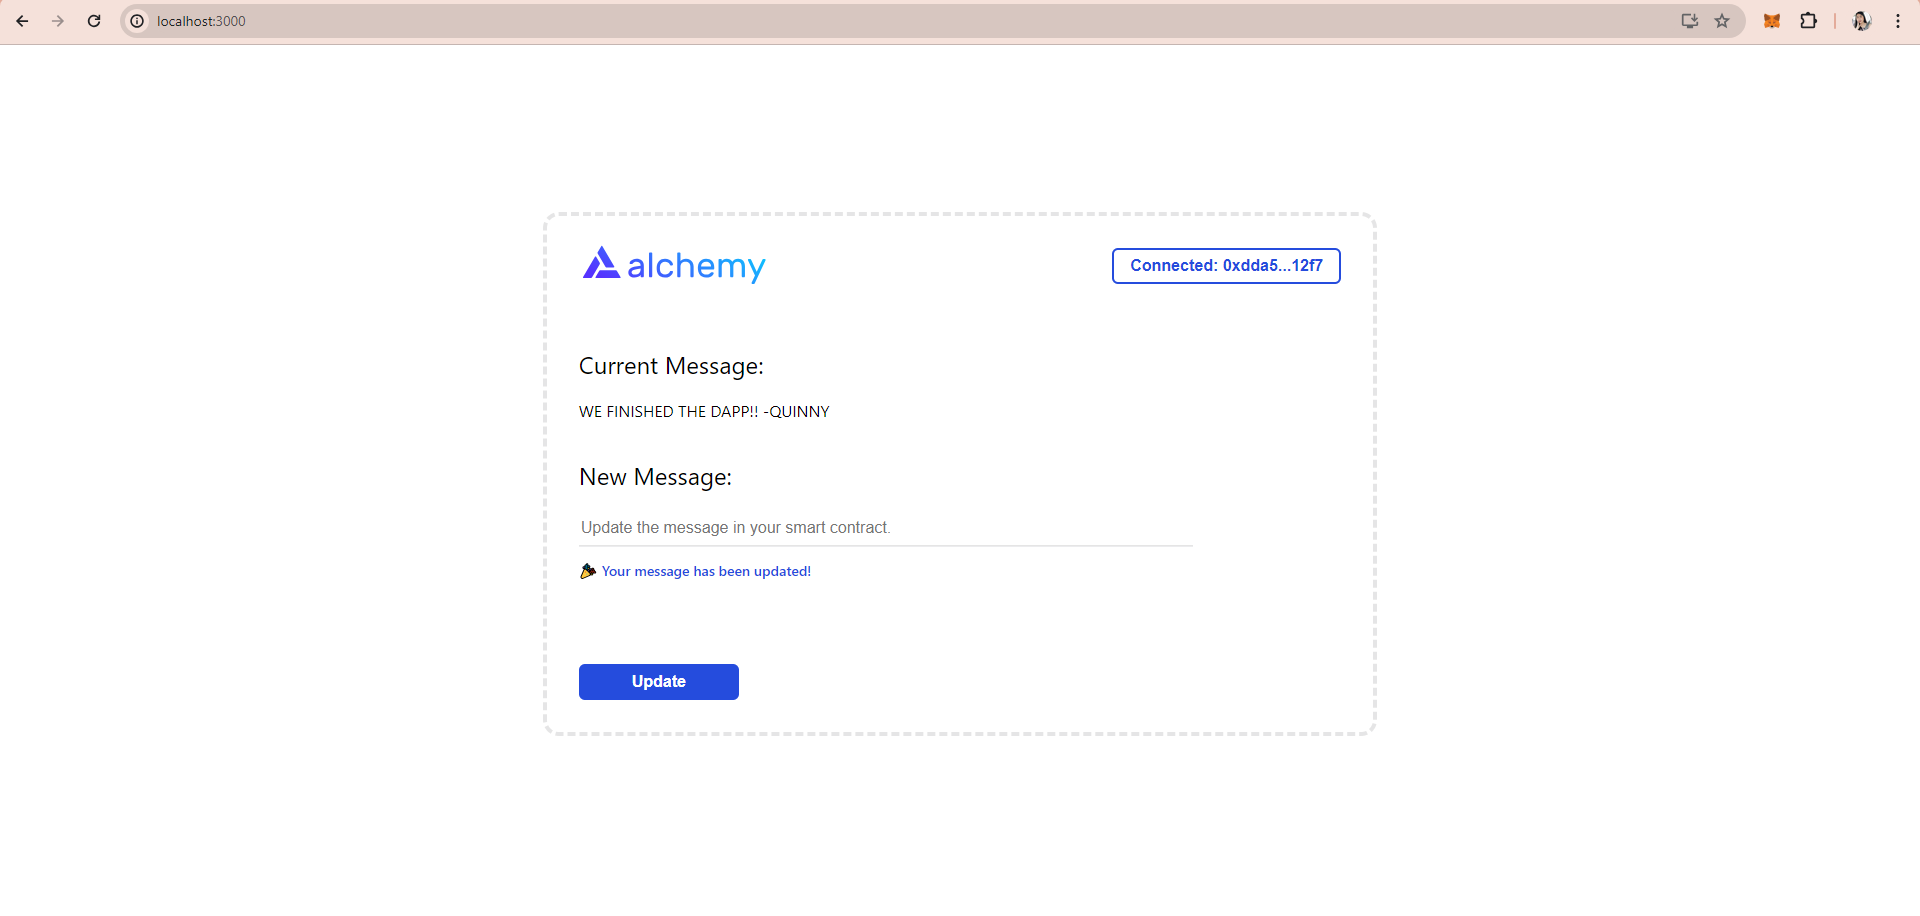 localhost:3000
alchemy
Connected: 0xdda5...12f7
Current Message:
WE FINISHED THE DAPP!! -QUINNY
New Message:
Update the message in your smart contract.
🎉 Your message has been updated!
Update